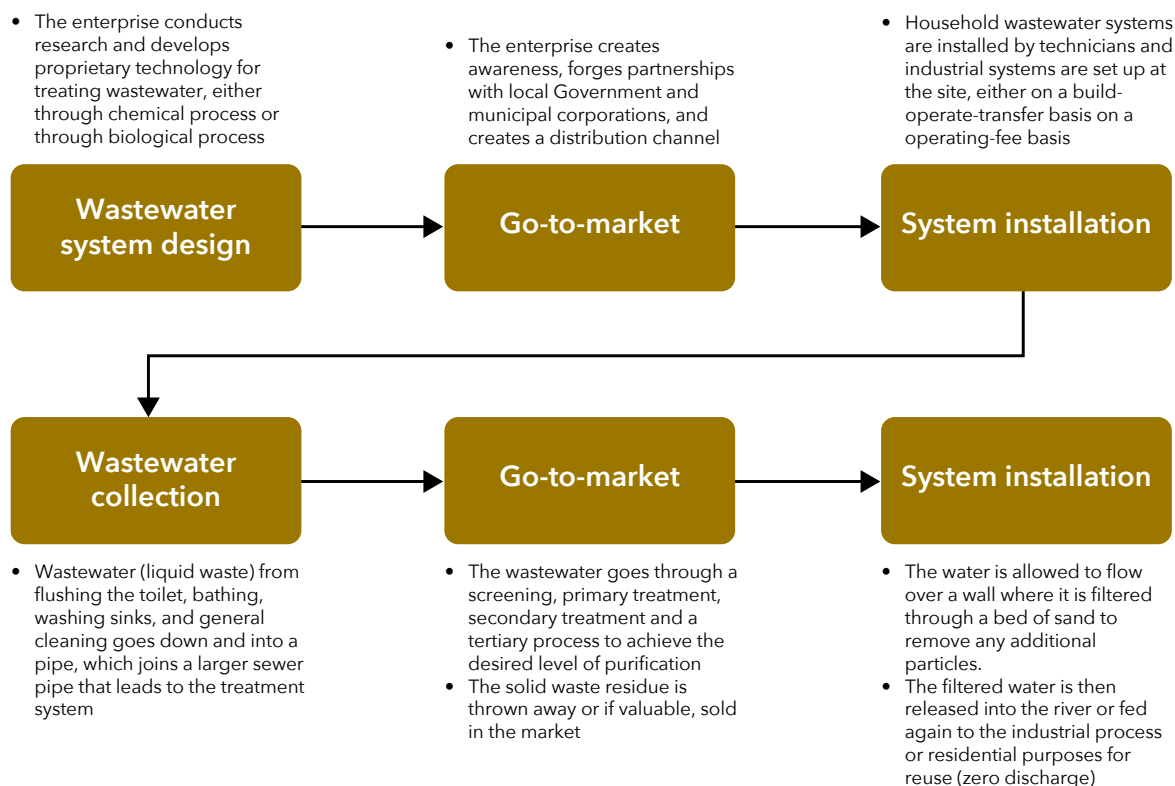 • The enterprise conducts
research and develops
proprietary technology for
treating wastewater, either
through chemical process or
through biological process
• The enterprise creates
awareness, forges partnerships
with local Government and
municipal corporations, and
creates a distribution channel
• Household wastewater systems
are installed by technicians and
industrial systems are set up at
the site, either on a build-
operate-transfer basis on a
operating-fee basis
Wastewater
system design
Go-to-market
System installation
Wastewater
collection
Go-to-market
System installation
• Wastewater (liquid waste) from
flushing the toilet, bathing,
washing sinks, and general
cleaning goes down and into a
pipe, which joins a larger sewer
pipe that leads to the treatment
system
• The wastewater goes through a
screening, primary treatment,
secondary treatment and a
tertiary process to achieve the
desired level of purification
• The solid waste residue is
thrown away or if valuable, sold
in the market
• The water is allowed to flow
over a wall where it is filtered
through a bed of sand to
remove any additional
particles.
• The filtered water is then
released into the river or fed
again to the industrial process
or residential purposes for
reuse (zero discharge)